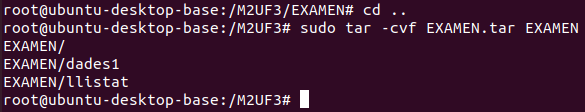 root@ubuntu-desktop-base:/M2UF3/EXAMEN# cd ..
root@ubuntu-desktop-base:/M2UF3# sudo tar -cvf EXAMEN.tar EXAMEN
EXAMEN/
EXAMEN/dades1
EXAMEN/llistat
root@ubuntu-desktop-base:/M2UF3#